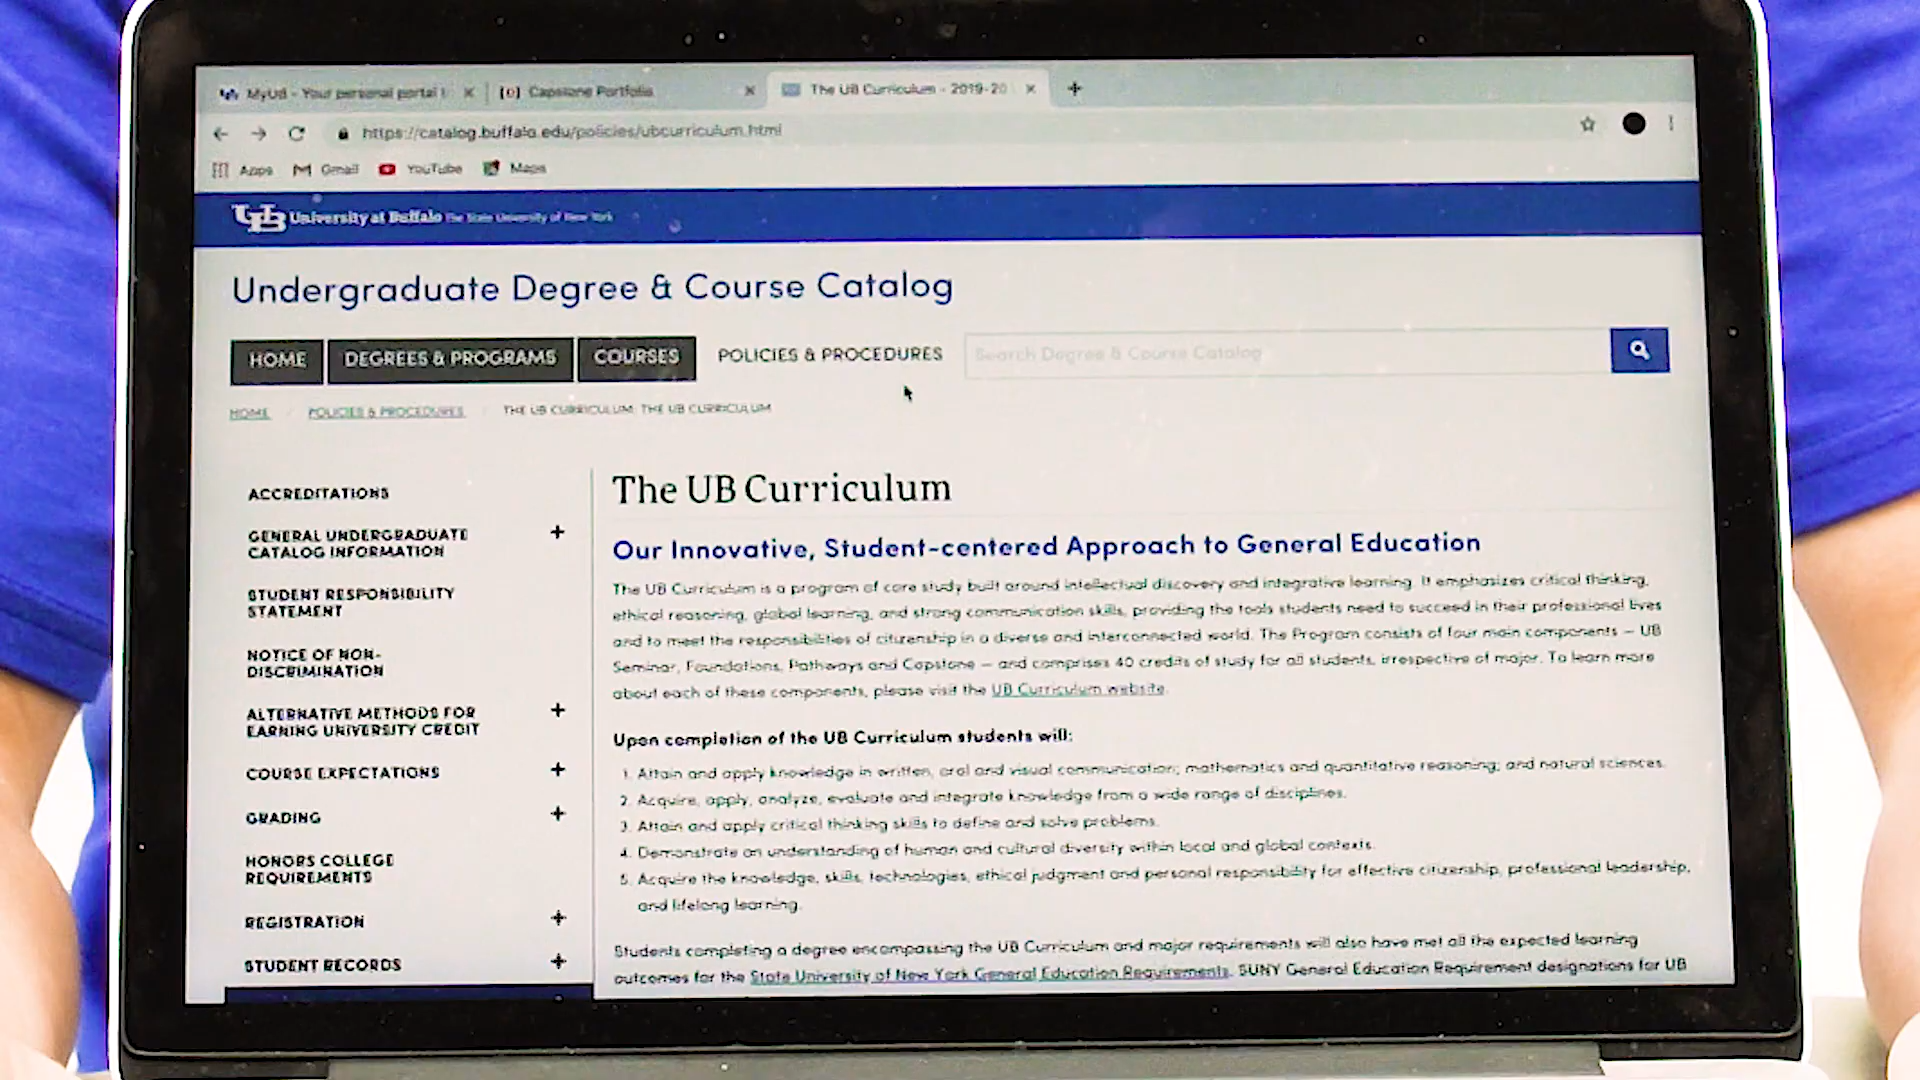 MyUB - Your personal portal t
Capstone Portfolio
The UB Curriculum - 2019-20
https://catalog.buffalo.edu/policies/ubcurriculum.html
Apps Gmail YouTube Maps
UB University at Buffalo The State University of New York
Undergraduate Degree & Course Catalog
HOME DEGREES & PROGRAMS COURSES POLICIES & PROCEDURES Search Degree & Course Catalog
HOME / POLICIES & PROCEDURES / THE UB CURRICULUM: THE UB CURRICULUM
ACCREDITATIONS
GENERAL UNDERGRADUATE +
CATALOG INFORMATION
STUDENT RESPONSIBILITY
STATEMENT
NOTICE OF NON-
DISCRIMINATION
ALTERNATIVE METHODS FOR +
EARNING UNIVERSITY CREDIT
COURSE EXPECTATIONS +
GRADING +
HONORS COLLEGE
REQUIREMENTS
REGISTRATION +
STUDENT RECORDS +
The UB Curriculum
Our Innovative, Student-centered Approach to General Education
The UB Curriculum is a program of core study built around intellectual discovery and integrative learning. It emphasizes critical thinking,
ethical reasoning, global learning, and strong communication skills, providing the tools students need to succeed in their professional lives
and to meet the responsibilities of citizenship in a diverse and interconnected world. The Program consists of four main components — UB
Seminar, Foundations, Pathways and Capstone — and comprises 40 credits of study for all students, irrespective of major. To learn more
about each of these components, please visit the UB Curriculum website.
Upon completion of the UB Curriculum students will:
1. Attain and apply knowledge in written, oral and visual communication; mathematics and quantitative reasoning; and natural sciences.
2. Acquire, apply, analyze, evaluate and integrate knowledge from a wide range of disciplines.
3. Attain and apply critical thinking skills to define and solve problems.
4. Demonstrate an understanding of human and cultural diversity within local and global contexts.
5. Acquire the knowledge, skills, technologies, ethical judgment and personal responsibility for effective citizenship, professional leadership,
and lifelong learning.
Students completing a degree encompassing the UB Curriculum and major requirements will also have met all the expected learning
outcomes for the State University of New York General Education Requirements. SUNY General Education Requirement designations for UB